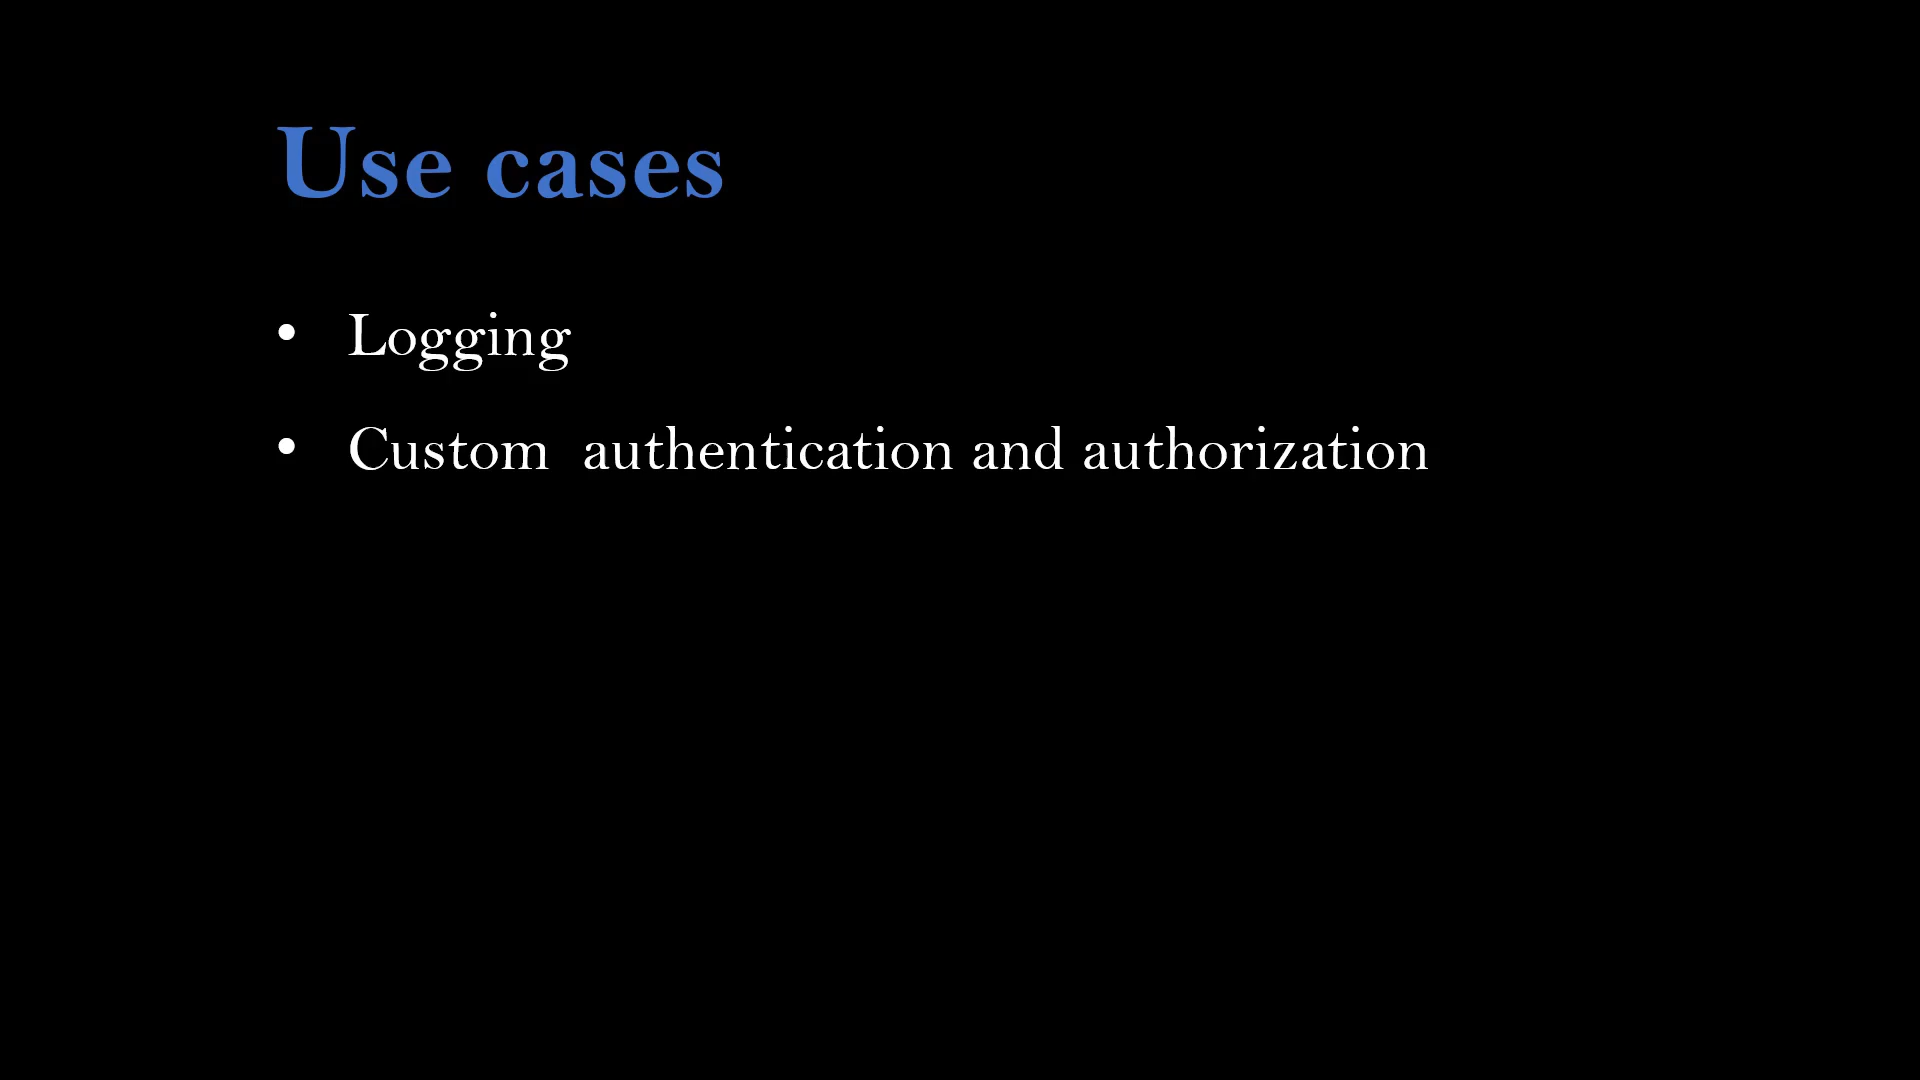 Use cases
• Logging
• Custom  authentication and authorization